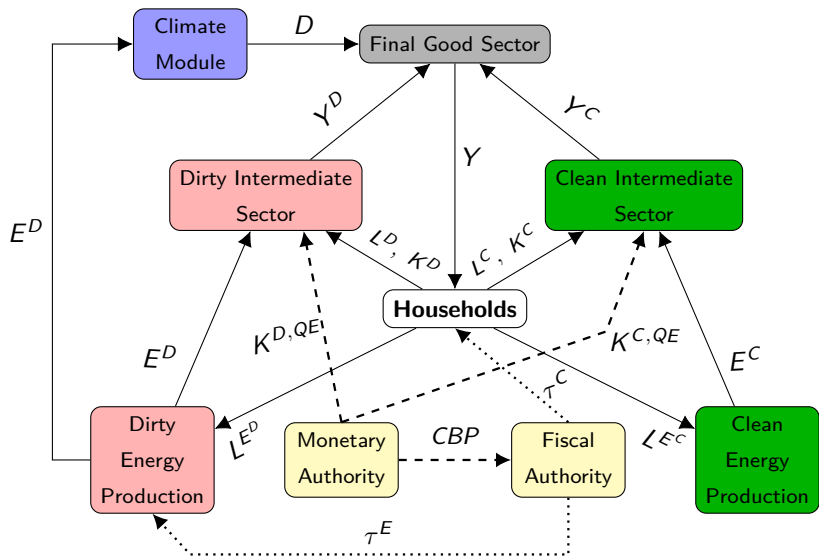 Climate
Module
D
Final Good Sector
Y^D
Y^C
Y
Dirty Intermediate
Sector
Clean Intermediate
Sector
E^D
L^D, K^D
L^C, K^C
Households
K^{D,QE}
K^{C,QE}
E^D
E^C
τ^C
Dirty
Energy
Production
L^{E^D}
Monetary
Authority
CBP
Fiscal
Authority
L^{E^C}
Clean
Energy
Production
τ^E